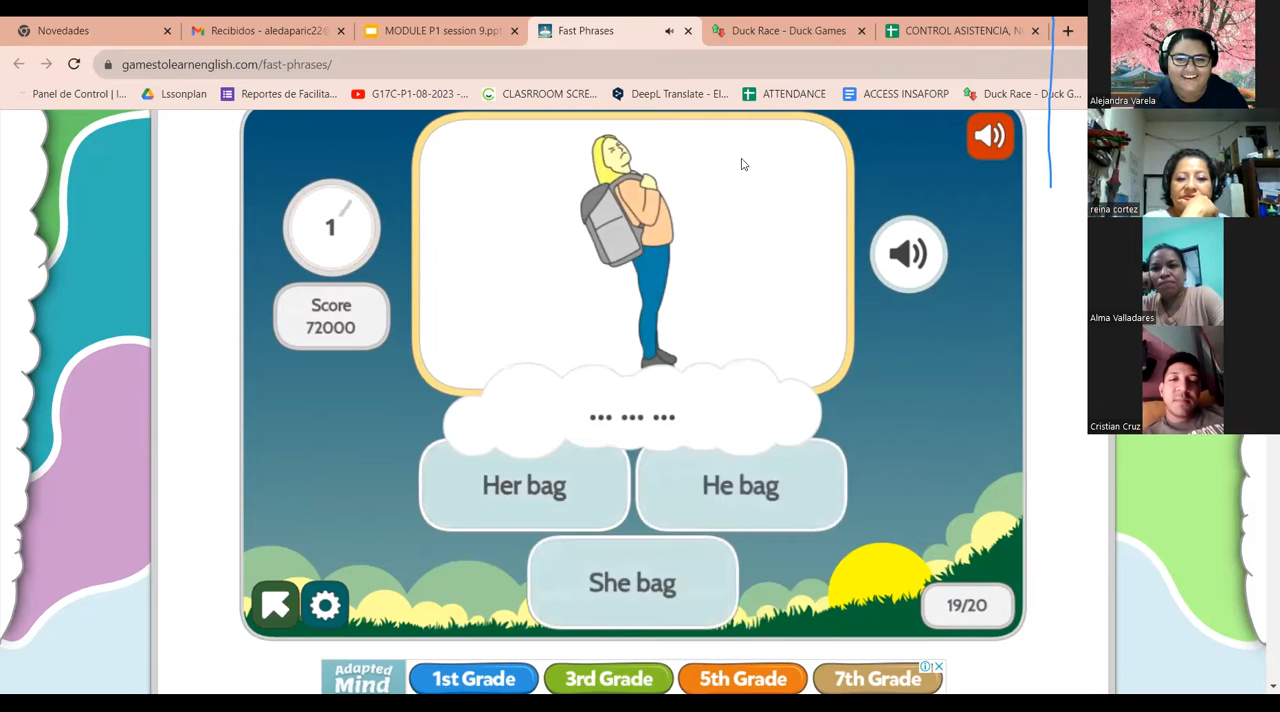 Novedades
Recibidos - aledaparic22@
MODULE P1 session 9.pp
Fast Phrases
Duck Race - Duck Games
CONTROL ASISTENCIA, N
gamestolearnenglish.com/fast-phrases/
Panel de Control | I...
Lssonplan
Reportes de Facilita...
G17C-P1-08-2023 -...
CLASSROOM SCRE...
DeepL Translate - El...
ATTENDANCE
ACCESS INSAFORP
Duck Race - Duck G...
Alejandra Varela
reina cortez
Alma Valladares
Cristian Cruz
1
Score
72000
... ... ...
Her bag
He bag
She bag
19/20
Adapted
Mind
1st Grade
3rd Grade
5th Grade
7th Grade